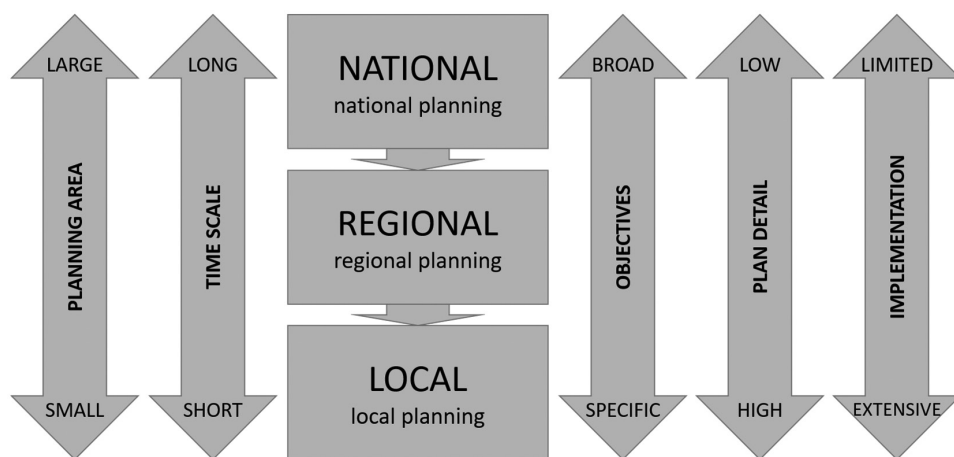 LARGE
PLANNING AREA
SMALL
LONG
TIME SCALE
SHORT
NATIONAL
national planning
REGIONAL
regional planning
LOCAL
local planning
BROAD
OBJECTIVES
SPECIFIC
LOW
PLAN DETAIL
HIGH
LIMITED
IMPLEMENTATION
EXTENSIVE